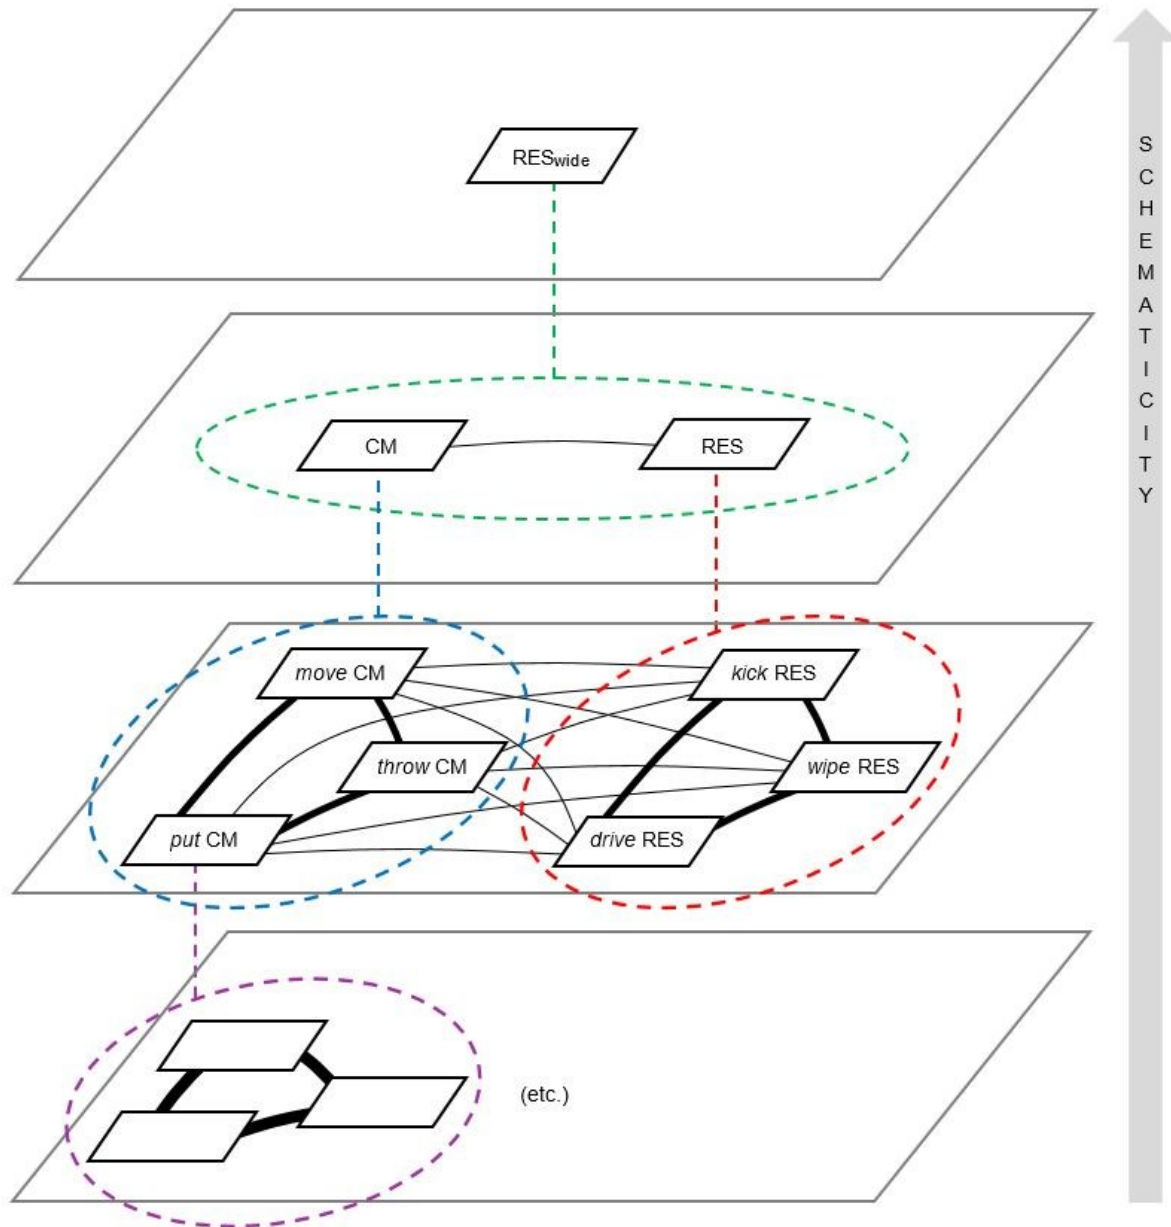 RESwide
SCHEMATICITY
CM
RES
move CM
kick RES
throw CM
wipe RES
put CM
drive RES
(etc.)